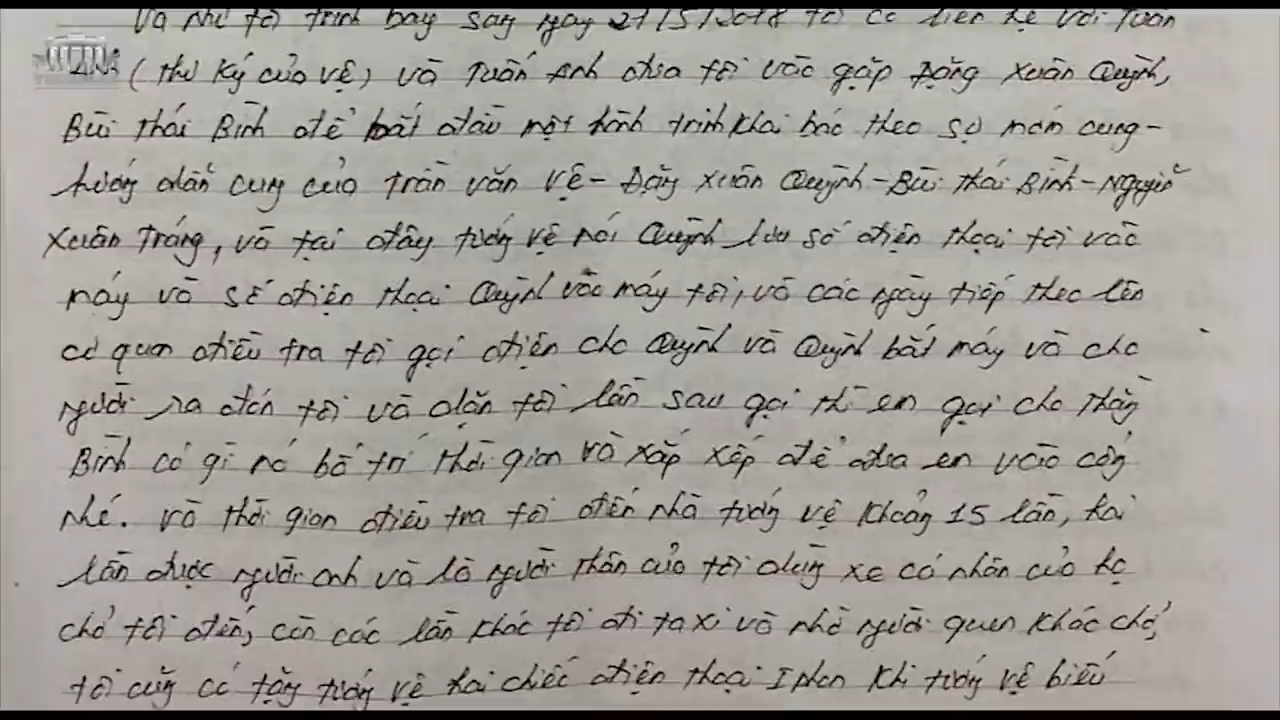 và như tôi trình bày sáng ngày 21/5/2018 tôi có liên hệ với Tuấn
(thư ký của vệ) và Tuấn Anh đưa tôi vào gặp Đặng Xuân Quỳnh,
Bùi Thái Bình để bắt đầu một hành trình khai báo theo sự mớm cung-
hướng dẫn cung của Trần văn vệ- Đặng Xuân Quỳnh-Bùi Thái Bình-Nguyễn
Xuân Tráng, và tại đây tướng vệ nói Quỳnh lưu số điện thoại tôi vào
máy và số điện thoại Quỳnh vào máy tôi, và các ngày tiếp theo lên
cơ quan điều tra tôi gọi điện cho Quỳnh và Quỳnh bắt máy và cho
người ra đón tôi và dặn tôi lần sau gọi thì em gọi cho thằng
Bình có gì nó bố trí thời gian và xắp xếp để đưa em vào cổng
nhé. và thời gian điều tra tôi đến nhà tướng vệ khoảng 15 lần, hai
lần được người anh và là người thân của tôi dùng xe cá nhân của họ
chở tôi đến, còn các lần khác tôi đi taxi và nhờ người quen khác chở,
tôi cũng có tặng tướng vệ hai chiếc điện thoại Iphon khi tướng vệ biếu